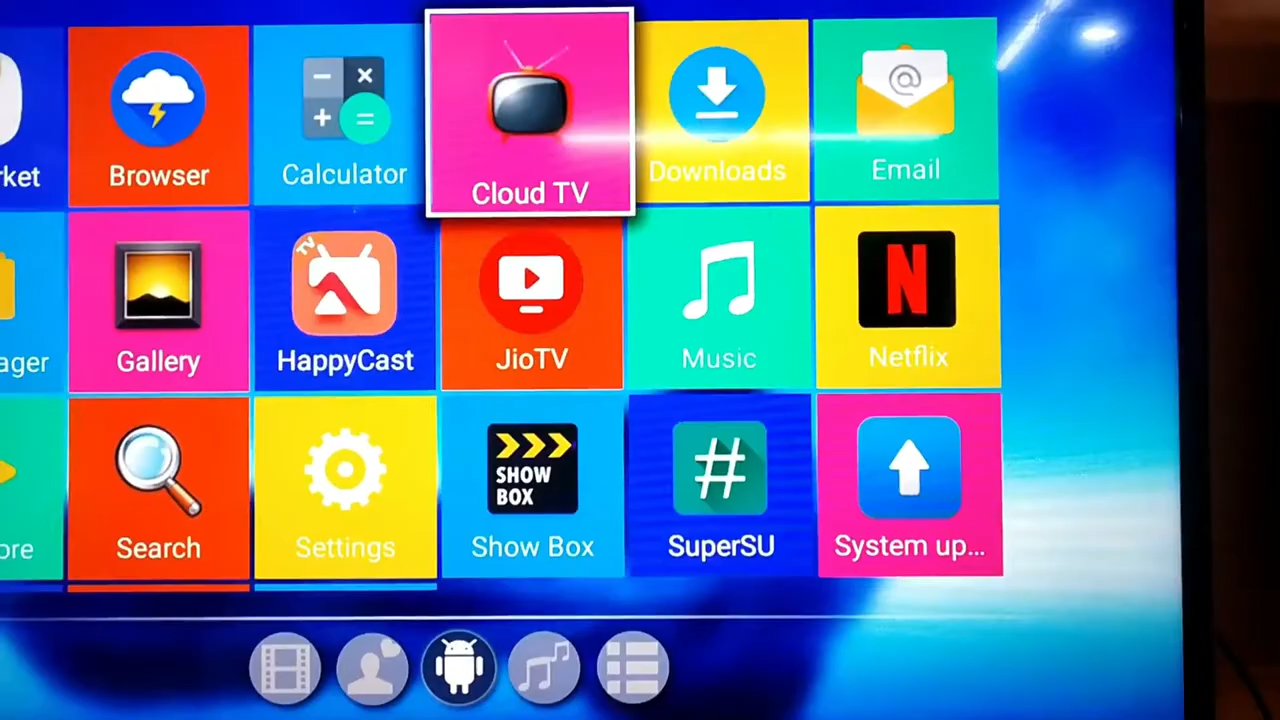 rket
Browser
Calculator
Cloud TV
Downloads
@
Email
ager
Gallery
TV
HappyCast
JioTV
Music
N
Netflix
ore
Search
Settings
SHOW
BOX
Show Box
#
SuperSU
System up...